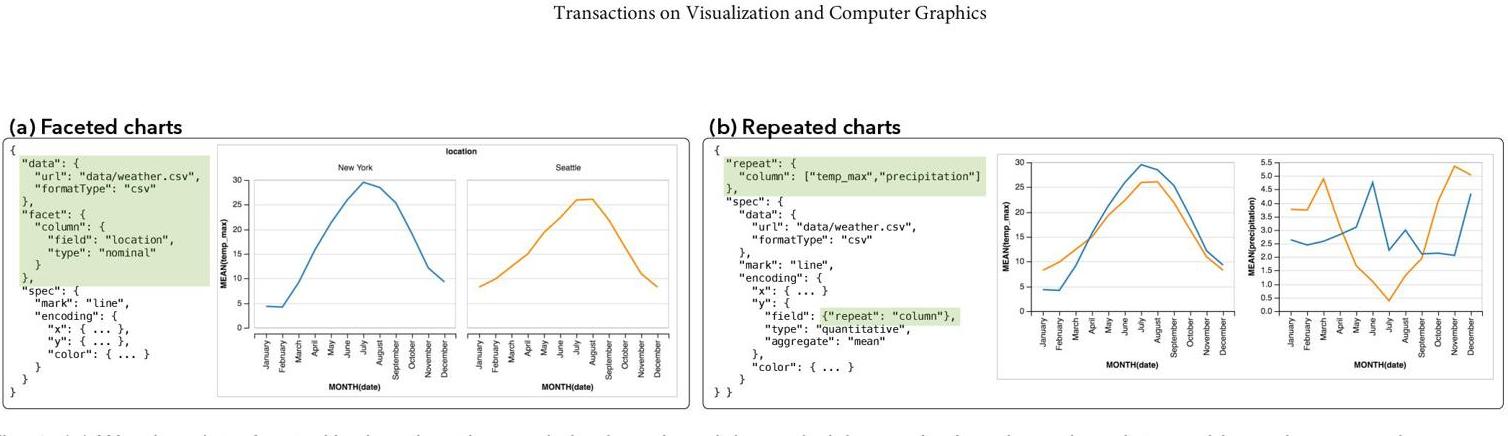 Transactions on Visualization and Computer Graphics
(a) Faceted charts
{
"data": {
"url": "data/weather.csv",
"formatType": "csv"
},
"facet": {
"column": {
"field": "location",
"type": "nominal"
}
},
"spec": {
"mark": "line",
"encoding": {
"x": { ... },
"y": { ... },
"color": { ... }
}
}
}
location
New York
Seattle
MEAN(temp_max)
30
25
20
15
10
5
0
January
February
March
April
May
June
July
August
September
October
November
December
MONTH(date)
January
February
March
April
May
June
July
August
September
October
November
December
MONTH(date)
(b) Repeated charts
{
"repeat": {
"column": ["temp_max","precipitation"]
},
"spec": {
"data": {
"url": "data/weather.csv",
"formatType": "csv"
},
"mark": "line",
"encoding": {
"x": { ... }
"y": {
"field": {"repeat": "column"},
"type": "quantitative",
"aggregate": "mean"
},
"color": { ... }
}
} }
MEAN(temp_max)
30
25
20
15
10
5
0
January
February
March
April
May
June
July
August
September
October
November
December
MONTH(date)
MEAN(precipitation)
5.5
5.0
4.5
4.0
3.5
3.0
2.5
2.0
1.5
1.0
0.5
0.0
January
February
March
April
May
June
July
August
September
October
November
December
MONTH(date)